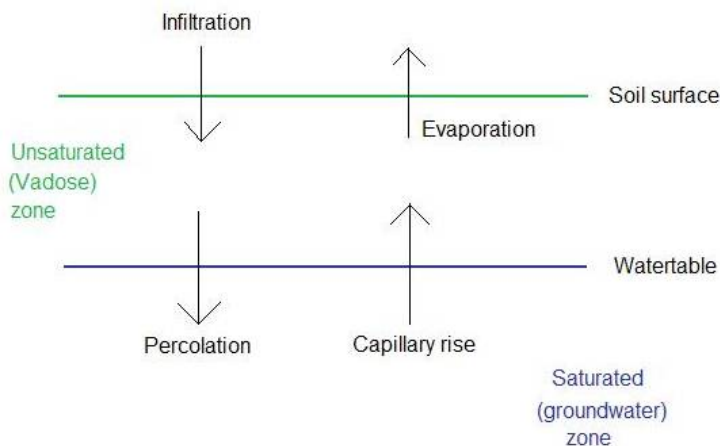 Infiltration
Soil surface
Evaporation
Unsaturated
(Vadose)
zone
Watertable
Percolation
Capillary rise
Saturated
(groundwater)
zone